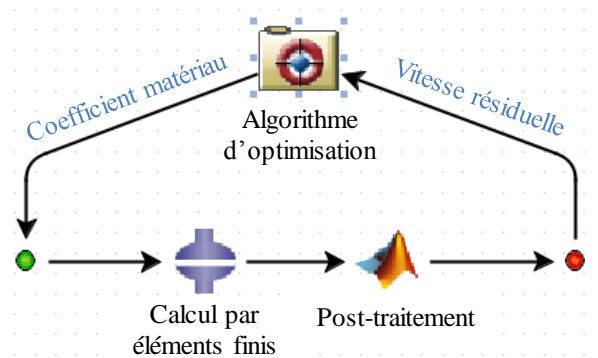 Coefficient matériau
Vitesse résiduelle
Algorithme
d'optimisation
Calcul par
éléments finis
Post-traitement